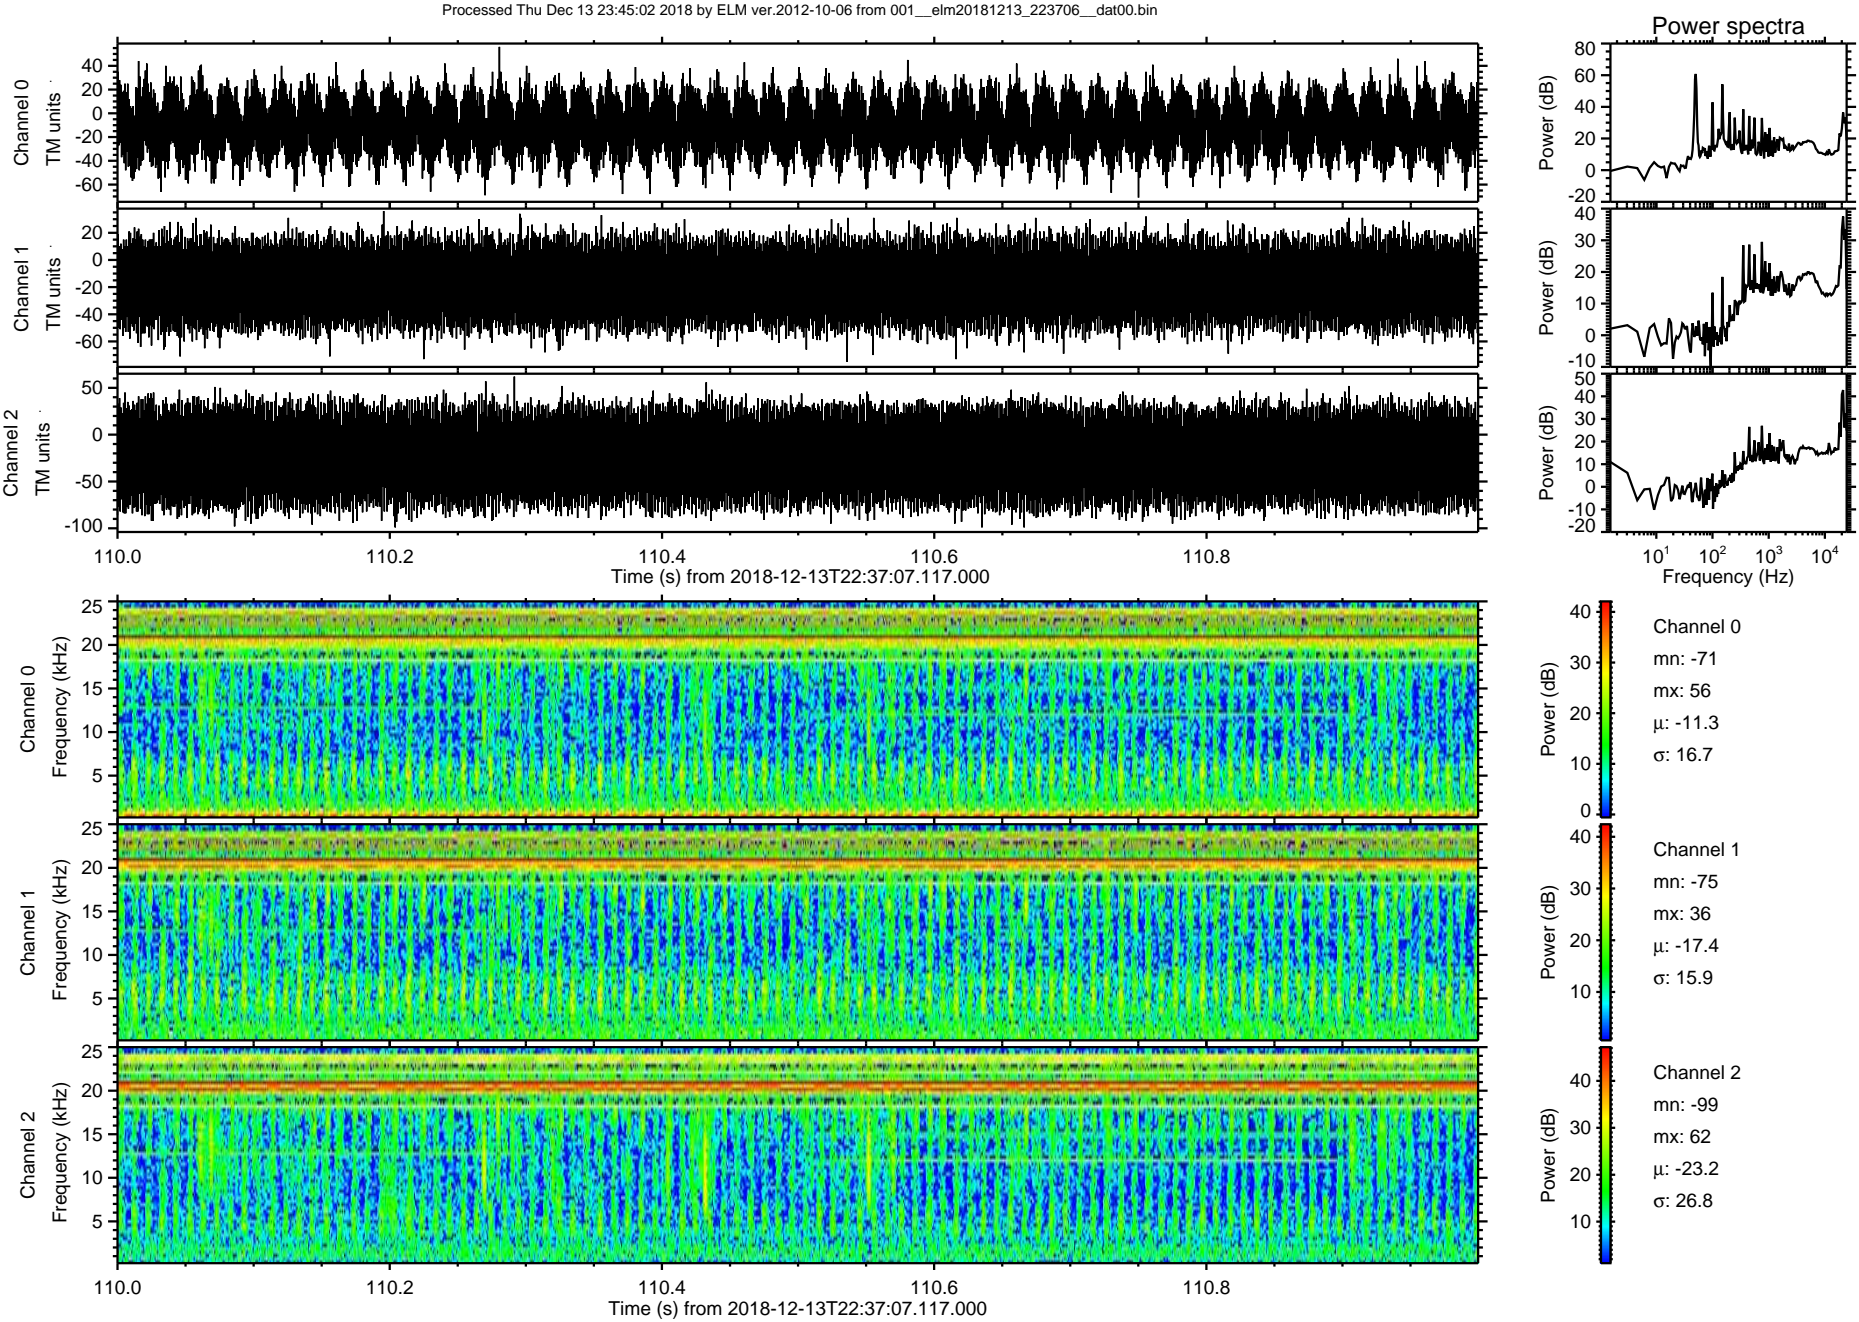 Processed Thu Dec 13 23:45:02 2018 by ELM ver.2012-10-06 from 001__elm20181213_223706__dat00.bin
Power spectra
Channel 0
TM units
40
20
0
-20
-40
-60
Power (dB)
80
60
40
20
0
-20
Channel 1
TM units
20
0
-20
-40
-60
Power (dB)
40
30
20
10
0
-10
Channel 2
TM units
50
0
-50
-100
Power (dB)
50
40
30
20
10
0
-10
-20
110.0 110.2 110.4 110.6 110.8
Time (s) from 2018-12-13T22:37:07.117.000
10¹ 10² 10³ 10⁴
Frequency (Hz)
Channel 0
Frequency (kHz)
25
20
15
10
5
Power (dB)
40
30
20
10
0
Channel 0
mn: -71
mx: 56
μ: -11.3
σ: 16.7
Channel 1
Frequency (kHz)
25
20
15
10
5
Power (dB)
40
30
20
10
Channel 1
mn: -75
mx: 36
μ: -17.4
σ: 15.9
Channel 2
Frequency (kHz)
25
20
15
10
5
Power (dB)
40
30
20
10
Channel 2
mn: -99
mx: 62
μ: -23.2
σ: 26.8
110.0 110.2 110.4 110.6 110.8
Time (s) from 2018-12-13T22:37:07.117.000